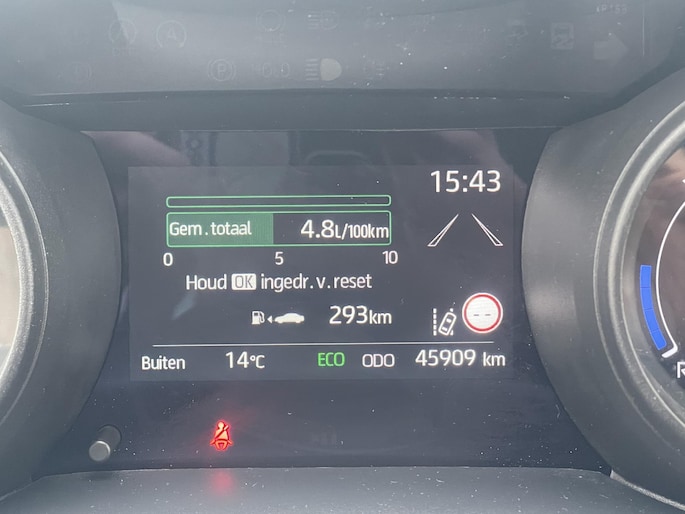 15:43
Gem.totaal 4.8L/100km
0 5 10
Houd OK ingedr.v.reset
293km
Buiten 14°C ECO ODO 45909 km